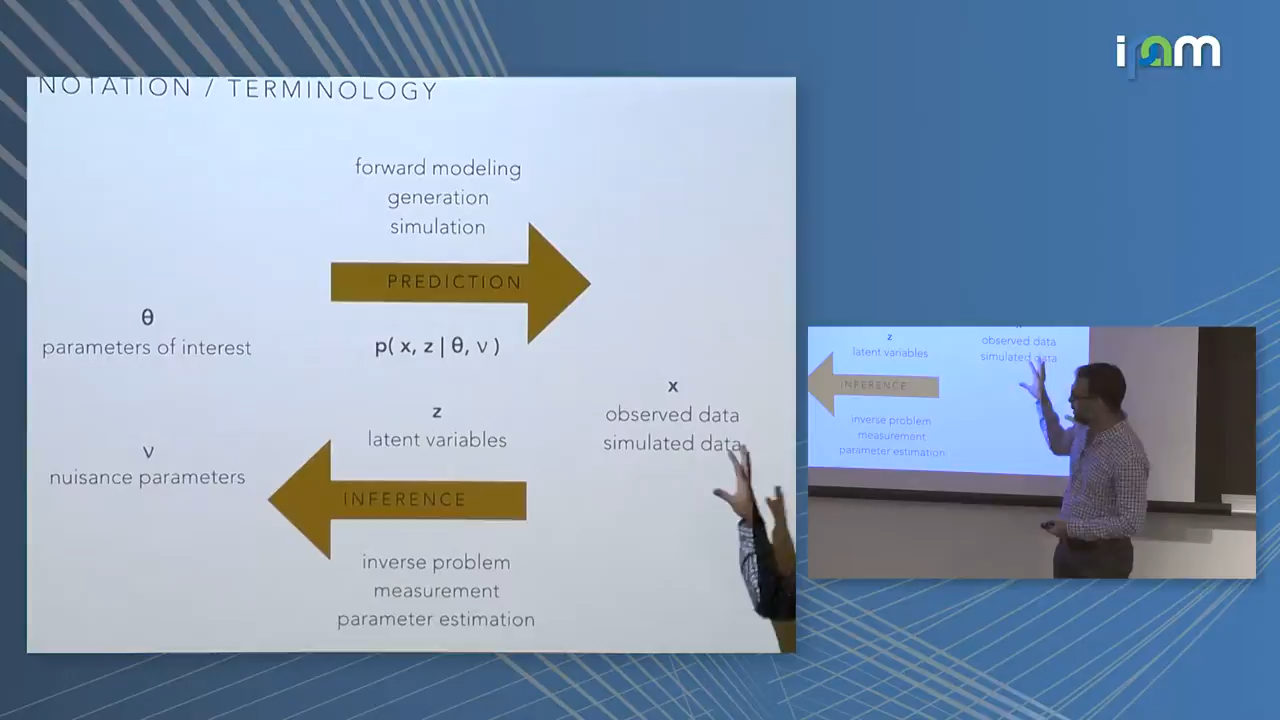 ipam
NOTATION / TERMINOLOGY
forward modeling
generation
simulation
PREDICTION
θ
parameters of interest
p( x, z | θ, ν )
x
observed data
simulated data
z
latent variables
ν
nuisance parameters
INFERENCE
inverse problem
measurement
parameter estimation
z
latent variables
observed data
simulated data
INFERENCE
inverse problem
measurement
parameter estimation